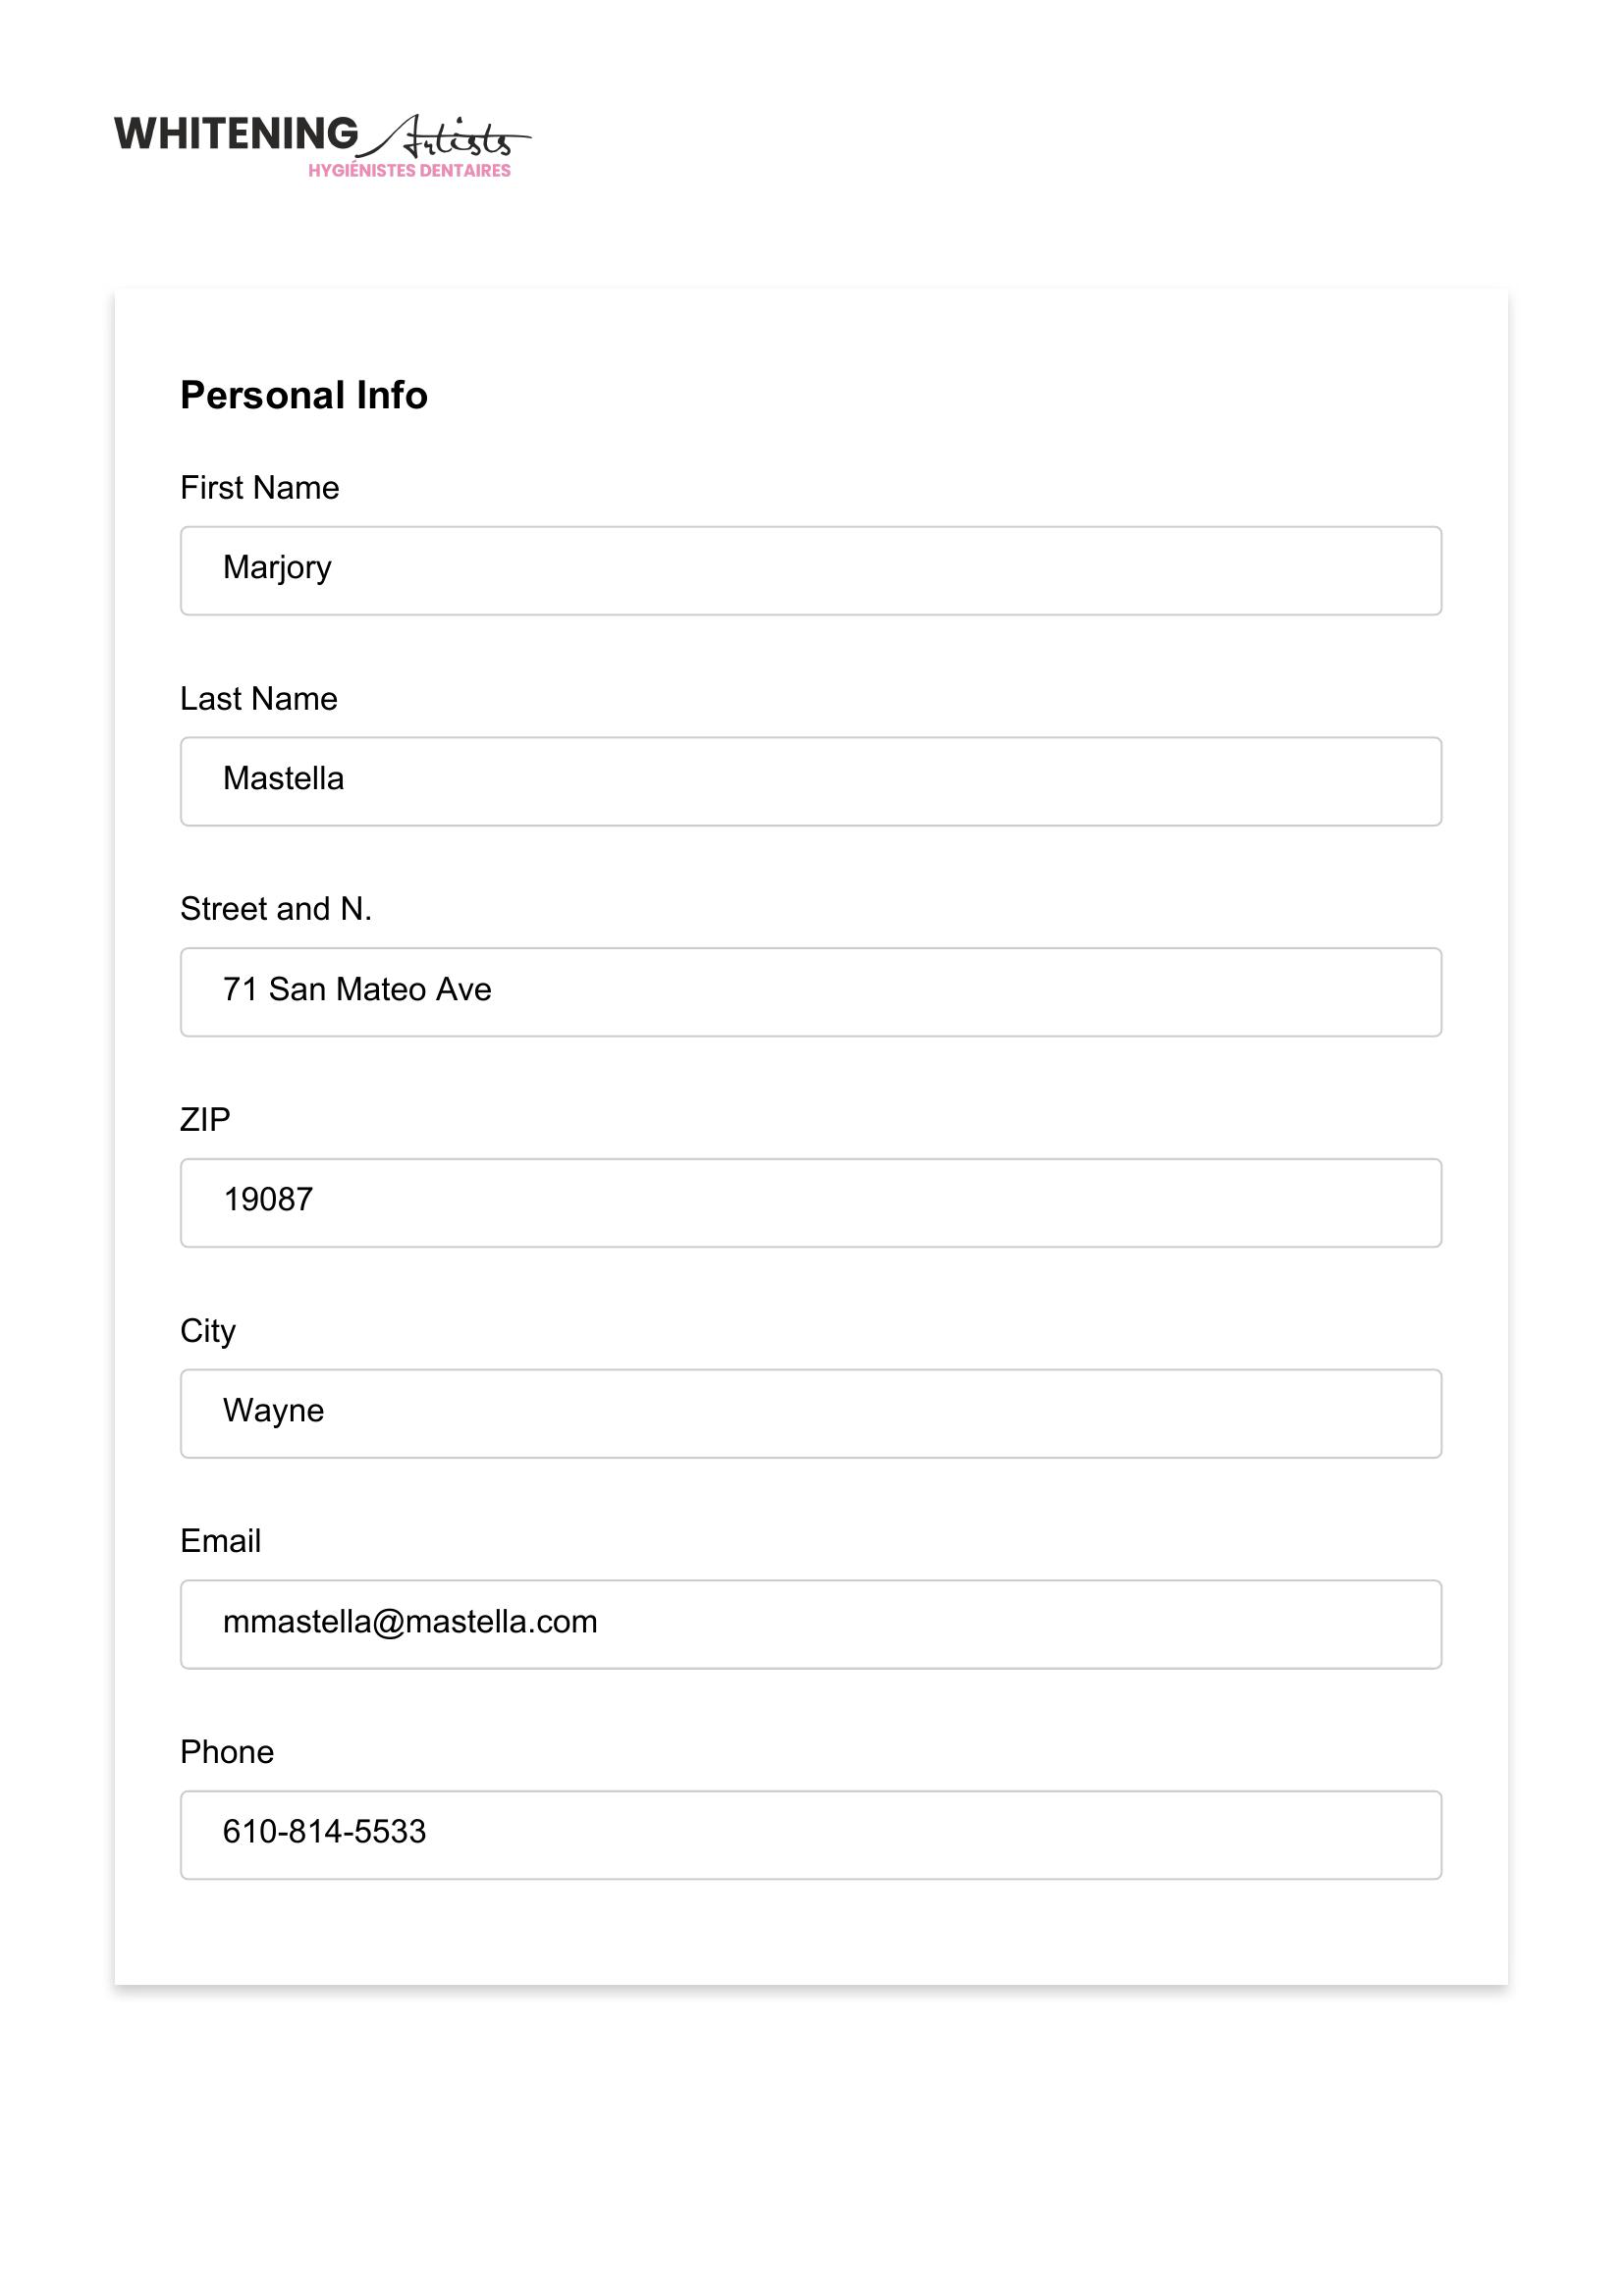 WHITENING Artists
HYGIÉNISTES DENTAIRES
Personal Info
First Name
Marjory
Last Name
Mastella
Street and N.
71 San Mateo Ave
ZIP
19087
City
Wayne
Email
mmastella@mastella.com
Phone
610-814-5533